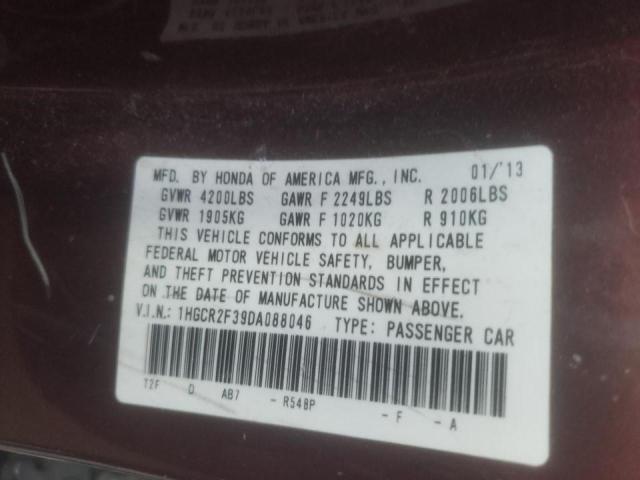 MFD. BY HONDA OF AMERICA MFG., INC. 01/'13
GVWR 4200LBS GAWR F 2249LBS R 2006LBS
GVWR 1905KG GAWR F 1020KG R 910KG
THIS VEHICLE CONFORMS TO ALL APPLICABLE
FEDERAL MOTOR VEHICLE SAFETY, BUMPER,
AND THEFT PREVENTION STANDARDS IN EFFECT
ON THE DATE OF MANUFACTURE SHOWN ABOVE.
V.I.N.: 1HGCR2F39DA088046 TYPE: PASSENGER CAR
T2F D AB7 - R548P - F - A